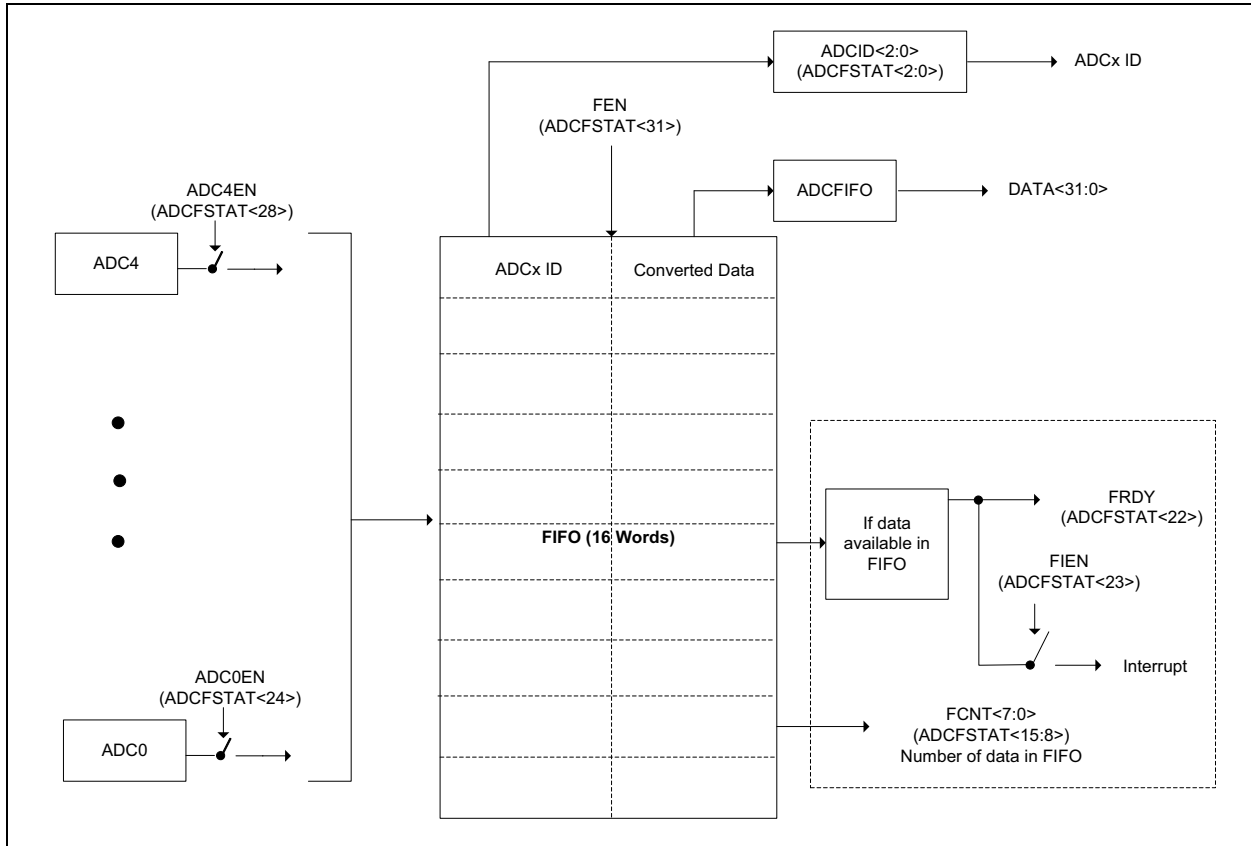 ADCID<2:0>
(ADCFSTAT<2:0>)
ADCx ID
FEN
(ADCFSTAT<31>)
ADCFIFO
DATA<31:0>
ADC4EN
(ADCFSTAT<28>)
ADC4
ADCx ID
Converted Data
FIFO (16 Words)
If data
available in
FIFO
FRDY
(ADCFSTAT<22>)
FIEN
(ADCFSTAT<23>)
Interrupt
ADC0EN
(ADCFSTAT<24>)
ADC0
FCNT<7:0>
(ADCFSTAT<15:8>)
Number of data in FIFO